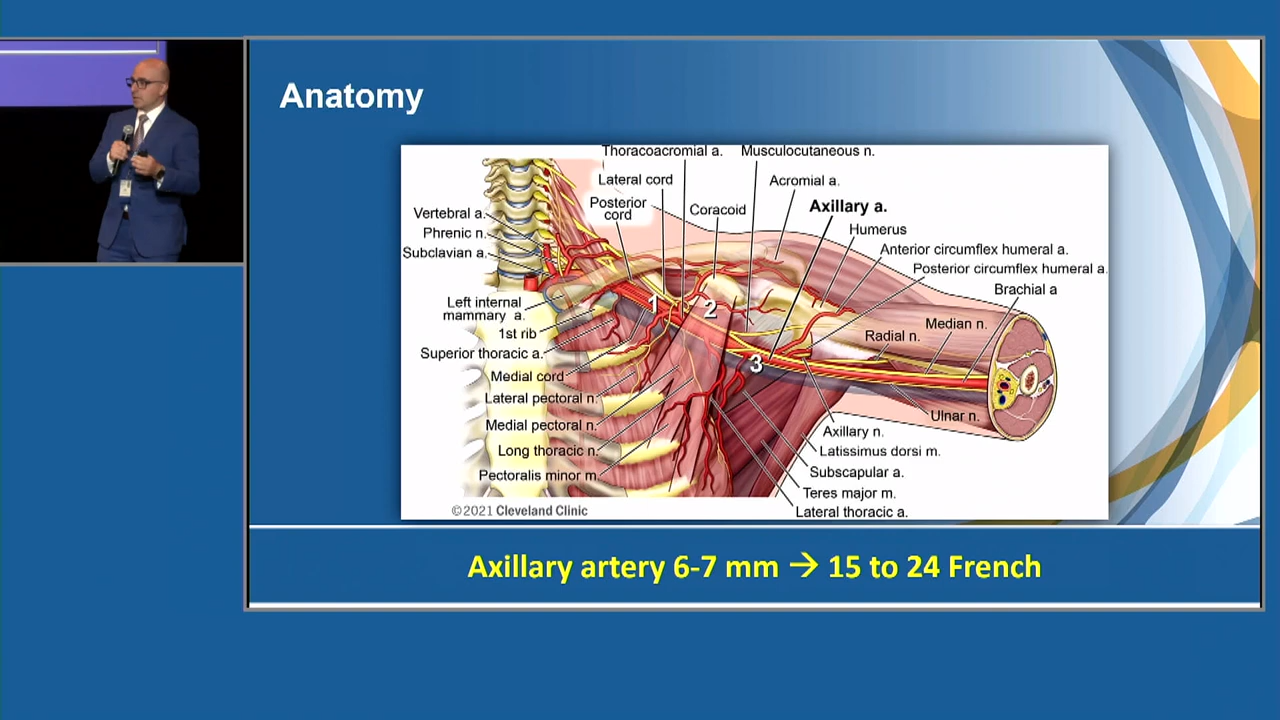 Anatomy
Thoracoacromial a.
Musculocutaneous n.
Lateral cord
Acromial a.
Posterior
cord
Coracoid
Axillary a.
Vertebral a.
Phrenic n.
Subclavian a.
Humerus
Anterior circumflex humeral a.
Posterior circumflex humeral a.
Brachial a
Left internal
mammary a.
1st rib
Superior thoracic a.
Medial cord
Lateral pectoral n.
Medial pectoral n.
Long thoracic n.
Pectoralis minor m.
1
2
3
Radial n.
Median n.
Ulnar n.
Axillary n.
Latissimus dorsi m.
Subscapular a.
Teres major m.
Lateral thoracic a.
©2021 Cleveland Clinic
Axillary artery 6-7 mm → 15 to 24 French